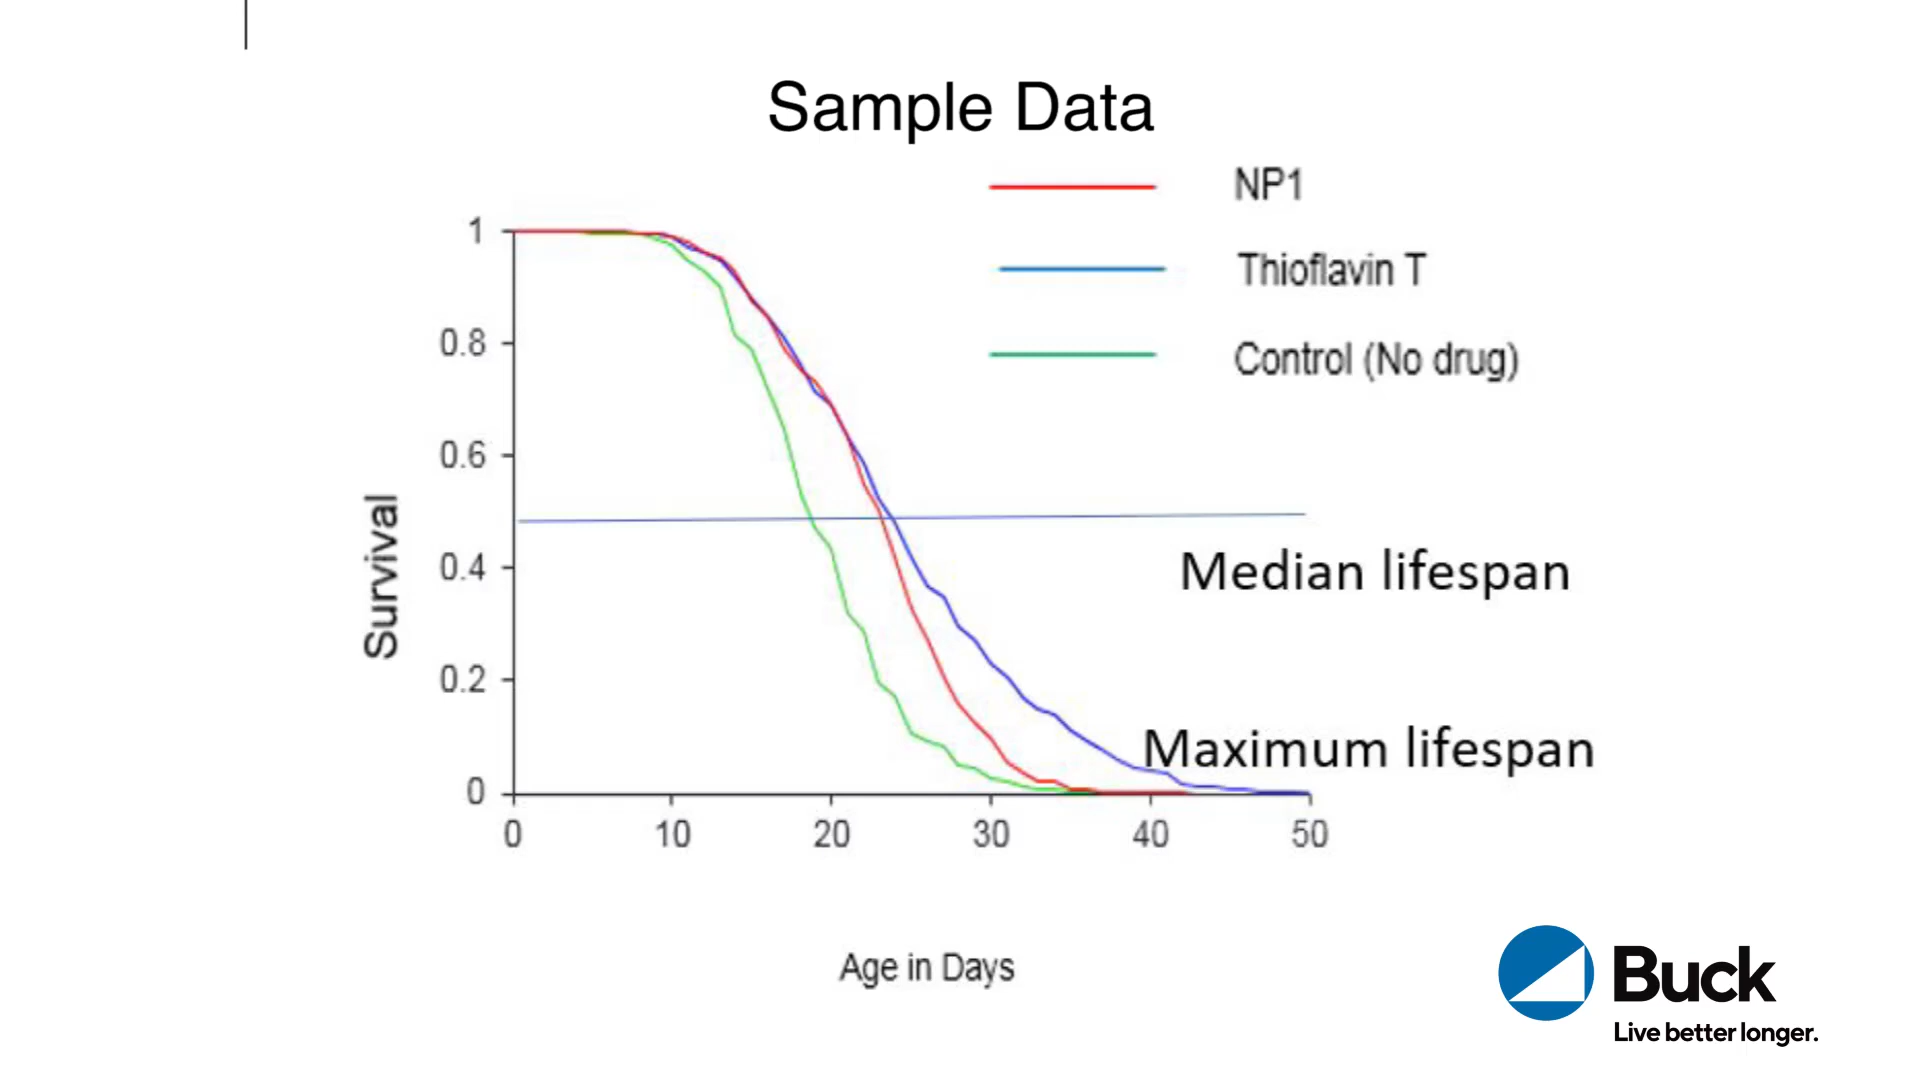 Sample Data
NP1
Thioflavin T
Control (No drug)
1
0.8
0.6
0.4
0.2
0
Survival
Median lifespan
Maximum lifespan
0 10 20 30 40 50
Age in Days
Buck
Live better longer.